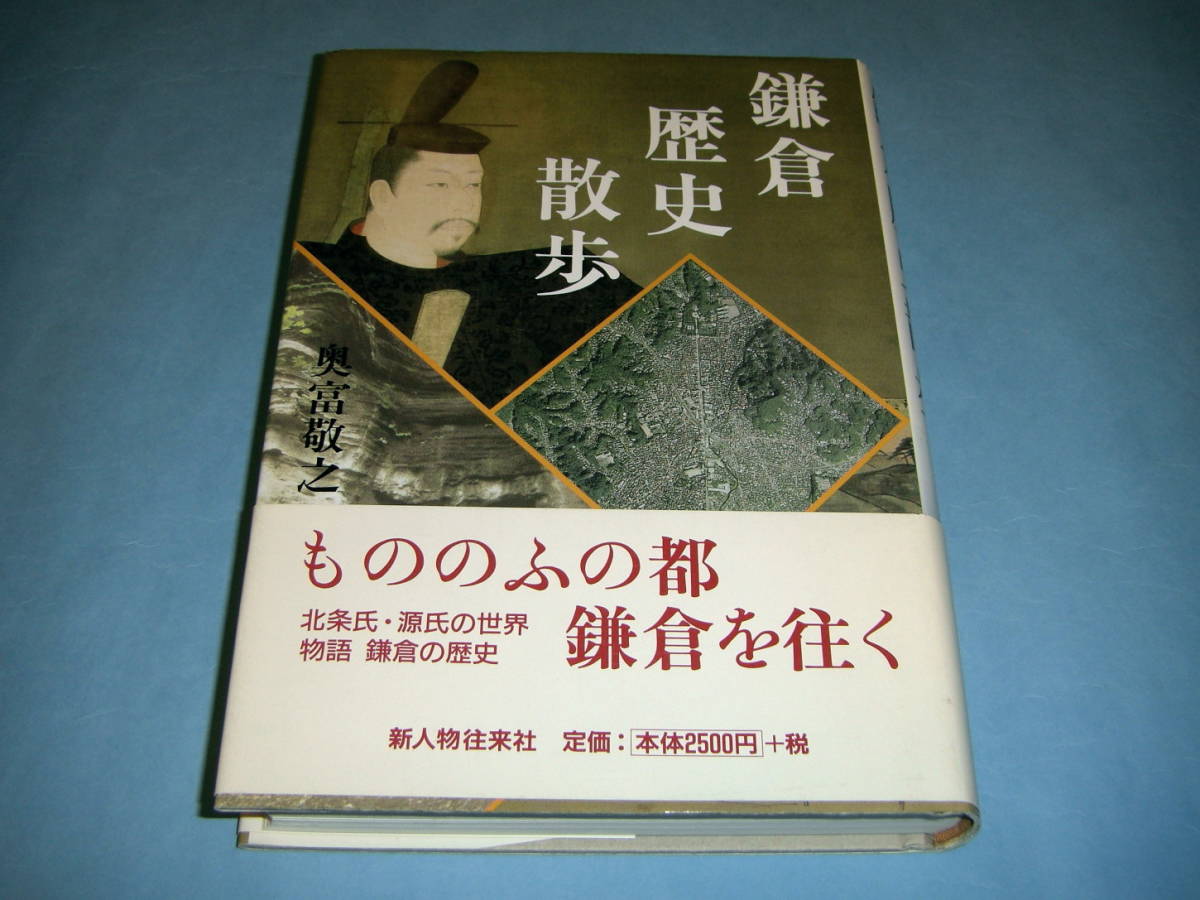 鎌倉
歴史
散歩
奥富敬之
もののふの都
鎌倉を往く
北条氏・源氏の世界
物語 鎌倉の歴史
新人物往来社 定価：本体2500円+税